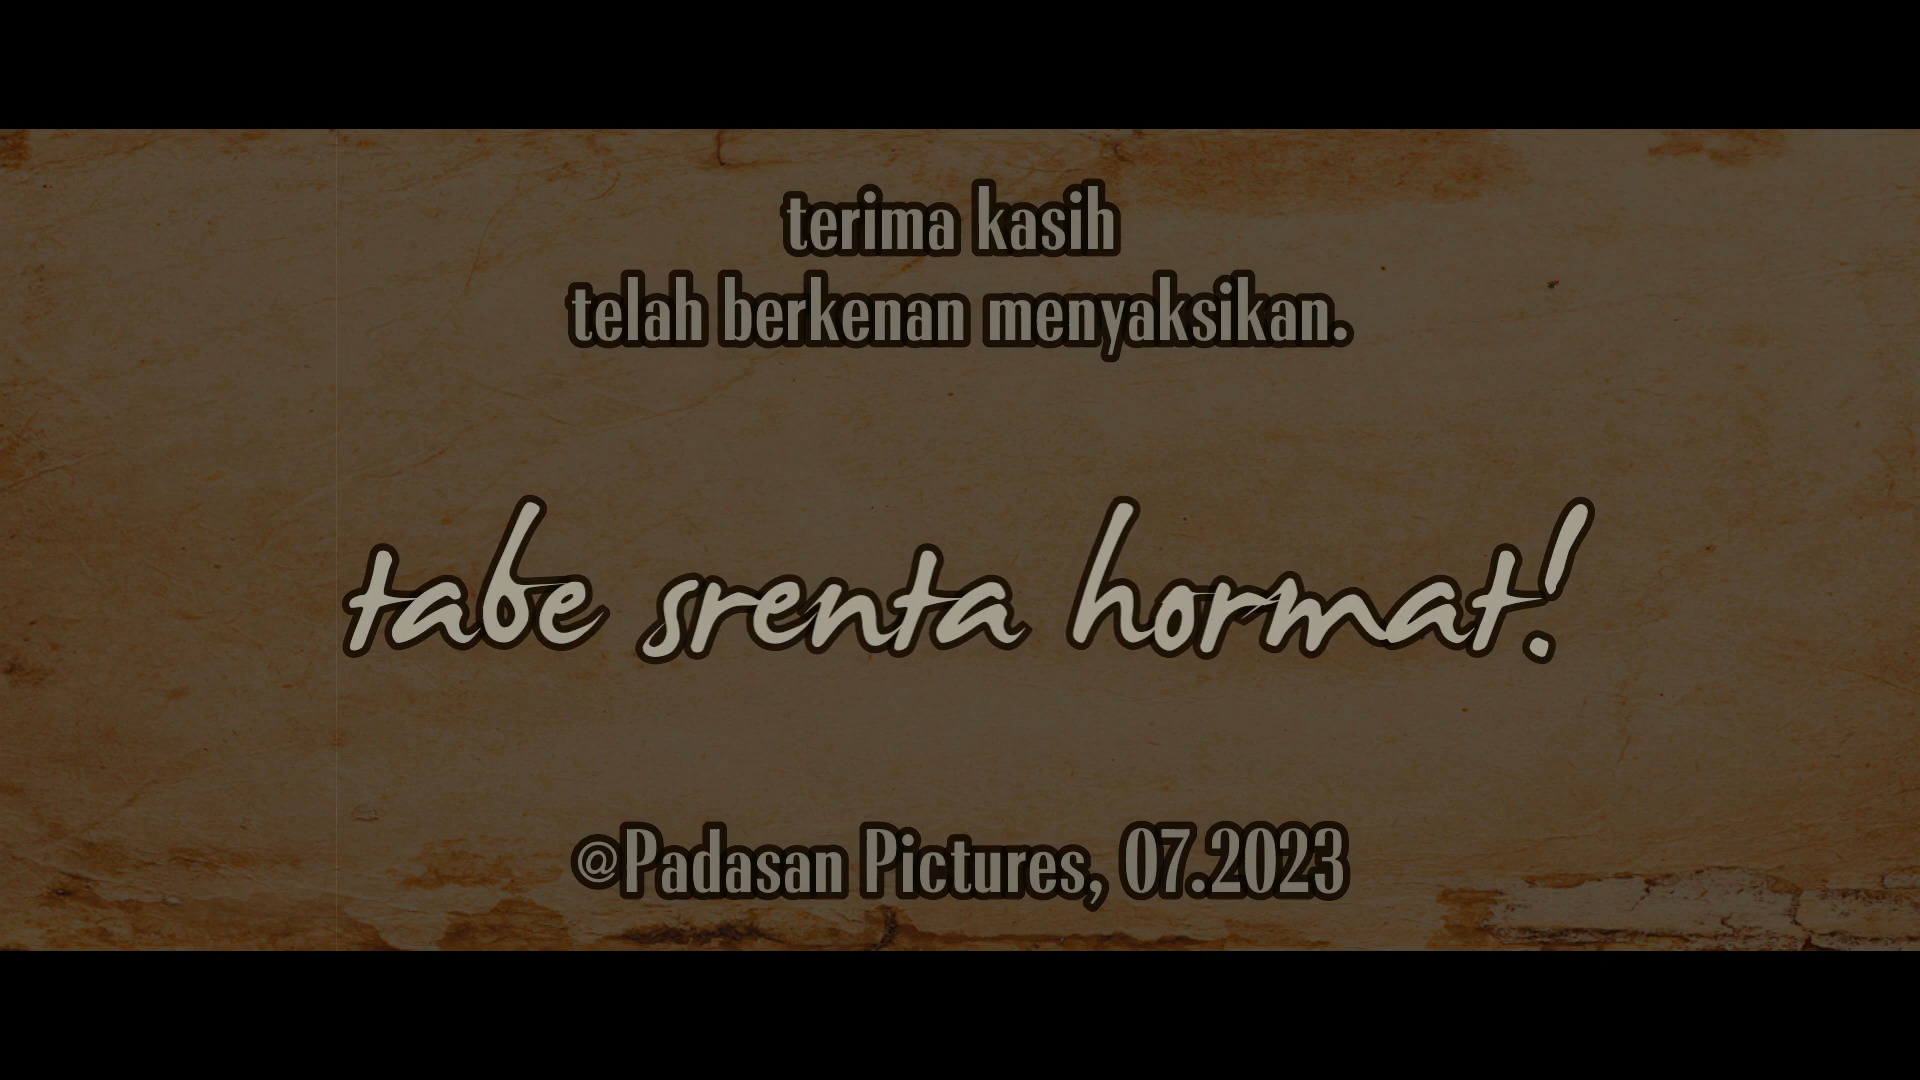 terima kasih
telah berkenan menyaksikan.
tabe srenta hormat!
@Padasan Pictures, 07.2023